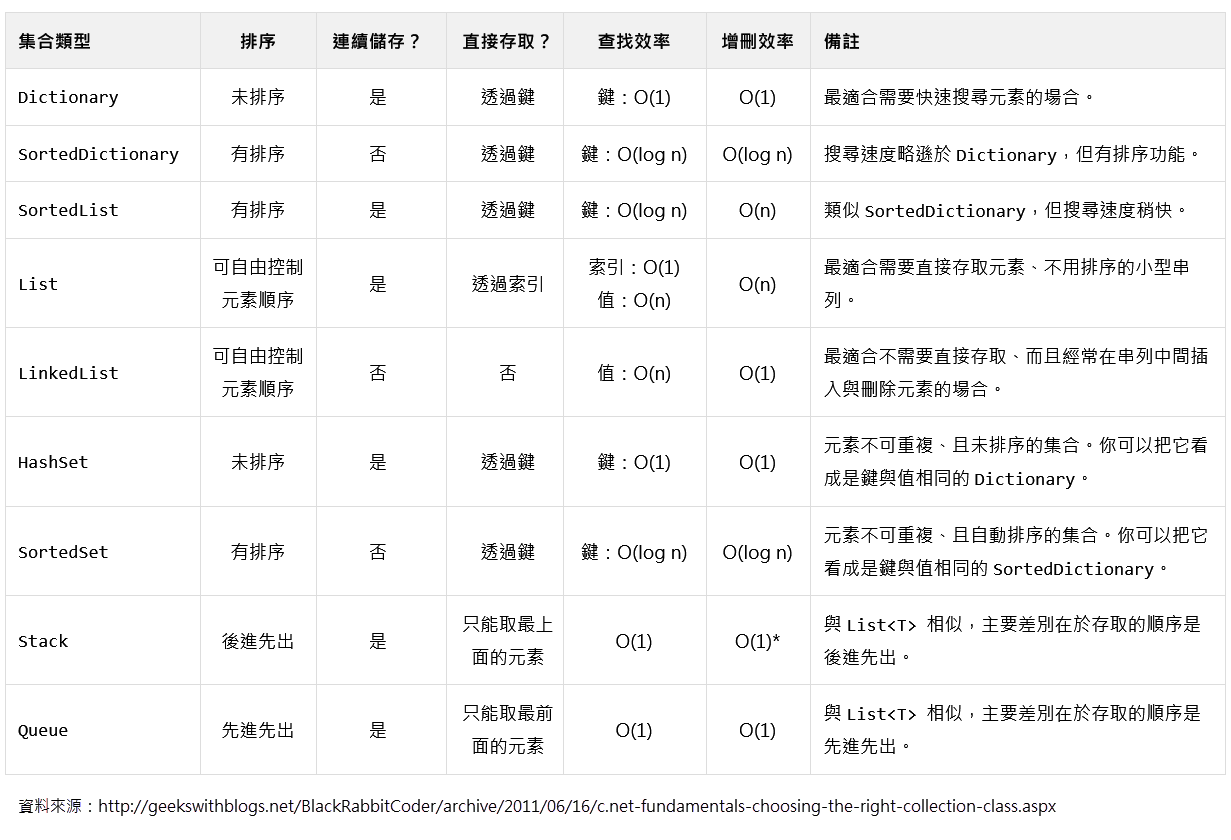 集合類型 排序 連續儲存？ 直接存取？ 查找效率 增刪效率 備註
Dictionary 未排序 是 透過鍵 鍵：O(1) O(1) 最適合需要快速搜尋元素的場合。
SortedDictionary 有排序 否 透過鍵 鍵：O(log n) O(log n) 搜尋速度略遜於 Dictionary，但有排序功能。
SortedList 有排序 是 透過鍵 鍵：O(log n) O(n) 類似 SortedDictionary，但搜尋速度稍快。
List
可自由控制
元素順序
是
透過索引
索引：O(1)
值：O(n)
O(n)
最適合需要直接存取元素、不用排序的小型串
列。
LinkedList
可自由控制
元素順序
否
否
值：O(n)
O(1)
最適合不需要直接存取、而且經常在串列中間插
入與刪除元素的場合。
HashSet
未排序
是
透過鍵
鍵：O(1)
O(1)
元素不可重複、且未排序的集合。你可以把它看
成是鍵與值相同的 Dictionary。
SortedSet
有排序
否
透過鍵
鍵：O(log n)
O(log n)
元素不可重複、且自動排序的集合。你可以把它
看成是鍵與值相同的 SortedDictionary。
Stack
後進先出
是
只能取最上
面的元素
O(1)
O(1)*
與 List<T> 相似，主要差別在於存取的順序是
後進先出。
Queue
先進先出
是
只能取最前
面的元素
O(1)
O(1)
與 List<T> 相似，主要差別在於存取的順序是
先進先出。
資料來源：http://geekswithblogs.net/BlackRabbitCoder/archive/2011/06/16/c.net-fundamentals-choosing-the-right-collection-class.aspx